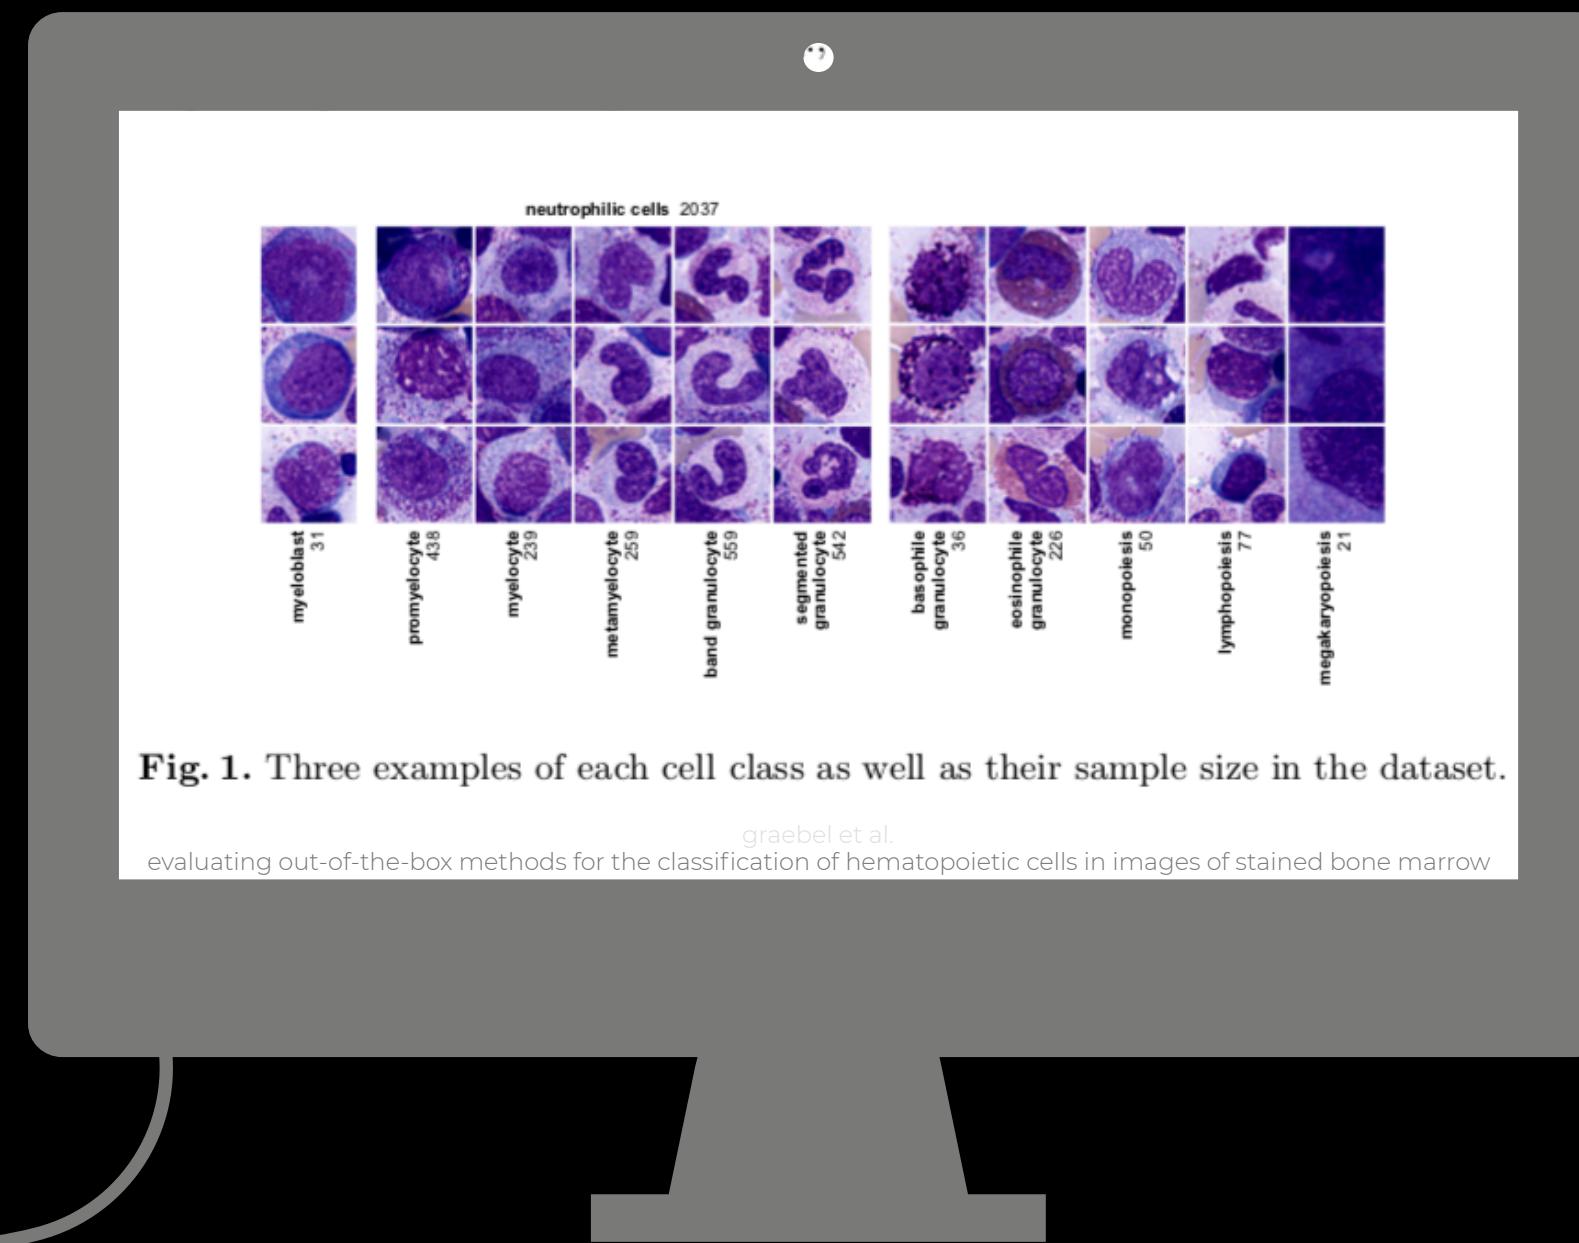 neutrophilic cells 2037
myeloblast
31
promyelocyte
438
myelocyte
239
metamyelocyte
259
band granulocyte
559
segmented
granulocyte
542
basophile
granulocyte
36
eosinophile
granulocyte
226
monopoiesis
50
lymphopoiesis
77
megakaryopoiesis
21
Fig. 1. Three examples of each cell class as well as their sample size in the dataset.
graebel et al.
evaluating out-of-the-box methods for the classification of hematopoietic cells in images of stained bone marrow